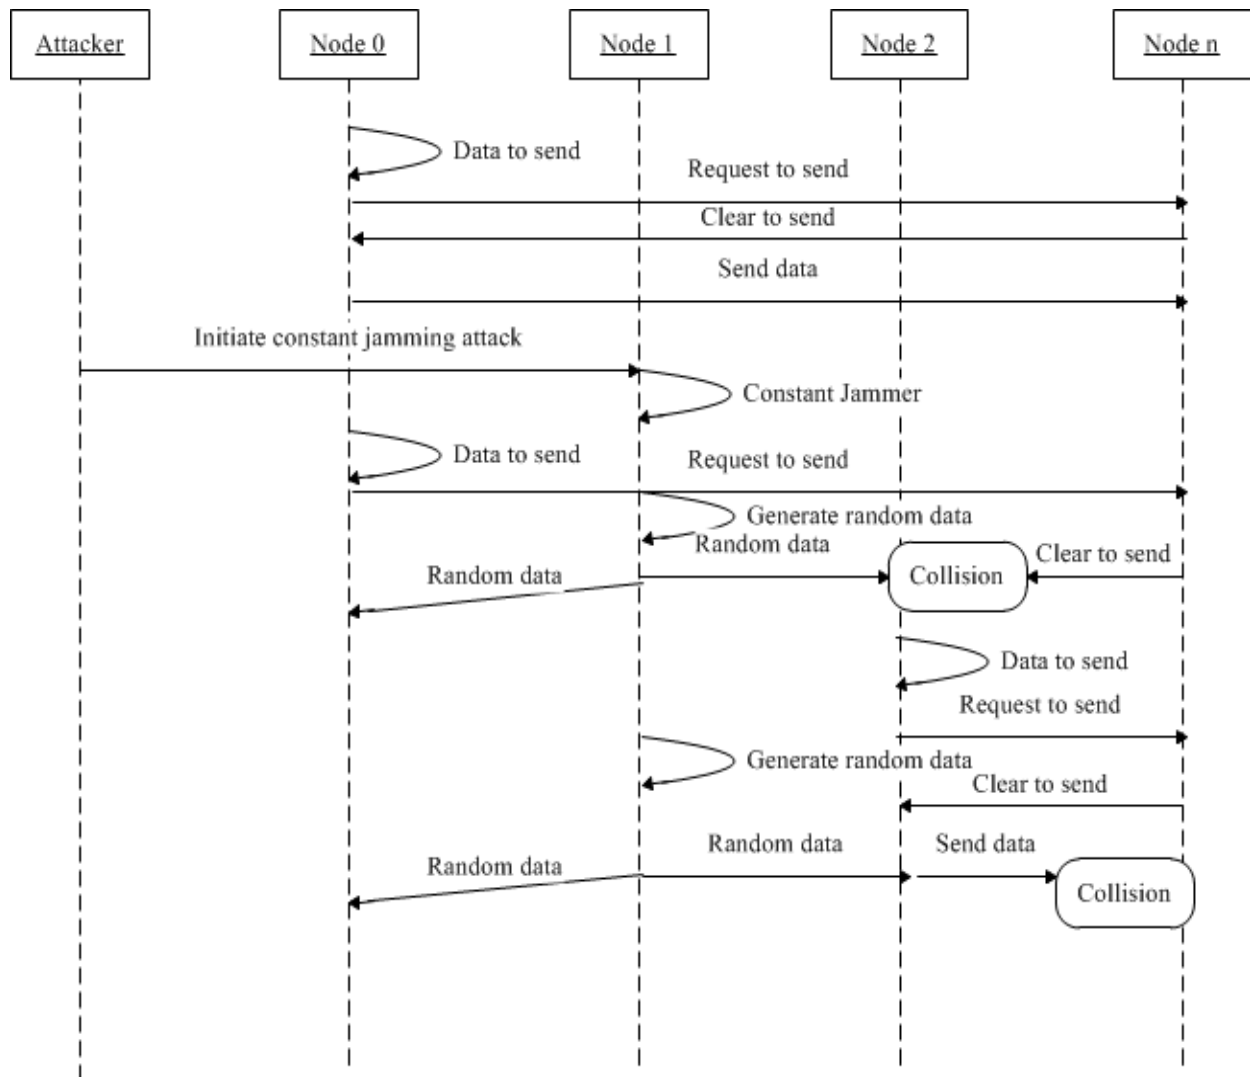 Attacker
Node 0
Node 1
Node 2
Node n
Data to send
Request to send
Clear to send
Send data
Initiate constant jamming attack
Constant Jammer
Data to send
Request to send
Generate random data
Random data
Clear to send
Collision
Random data
Data to send
Request to send
Generate random data
Clear to send
Random data
Send data
Random data
Collision